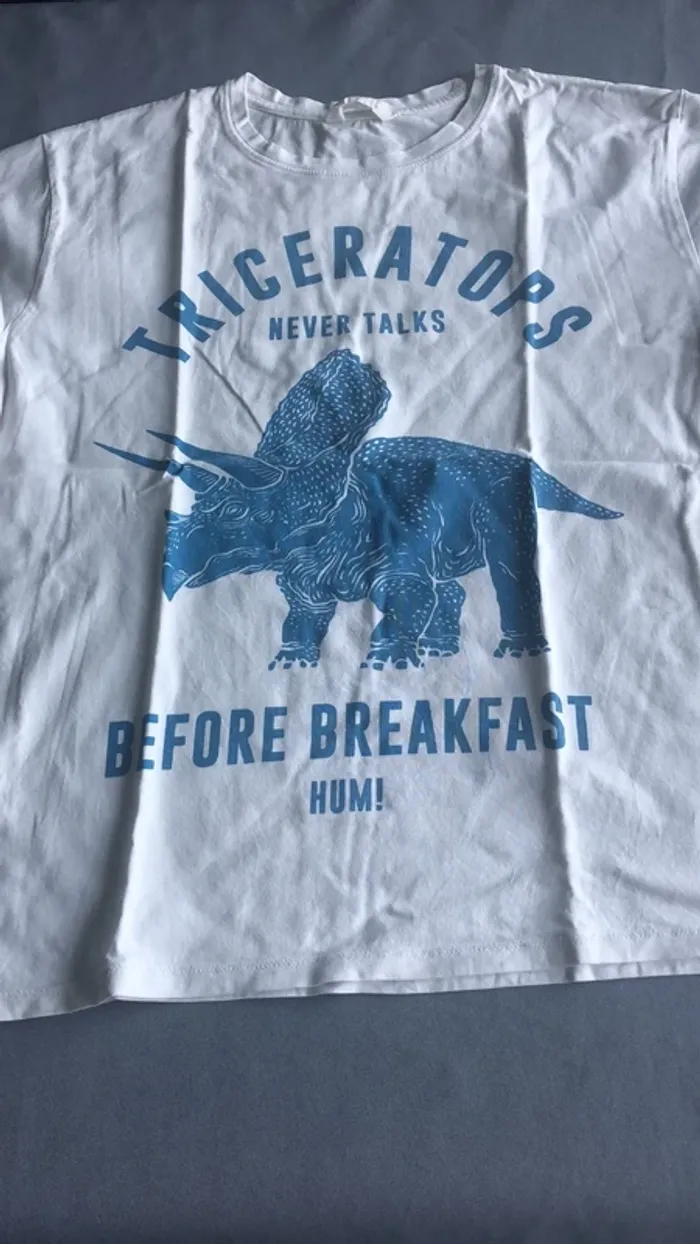 TRICERATOPS
NEVER TALKS
BEFORE BREAKFAST
HUM!